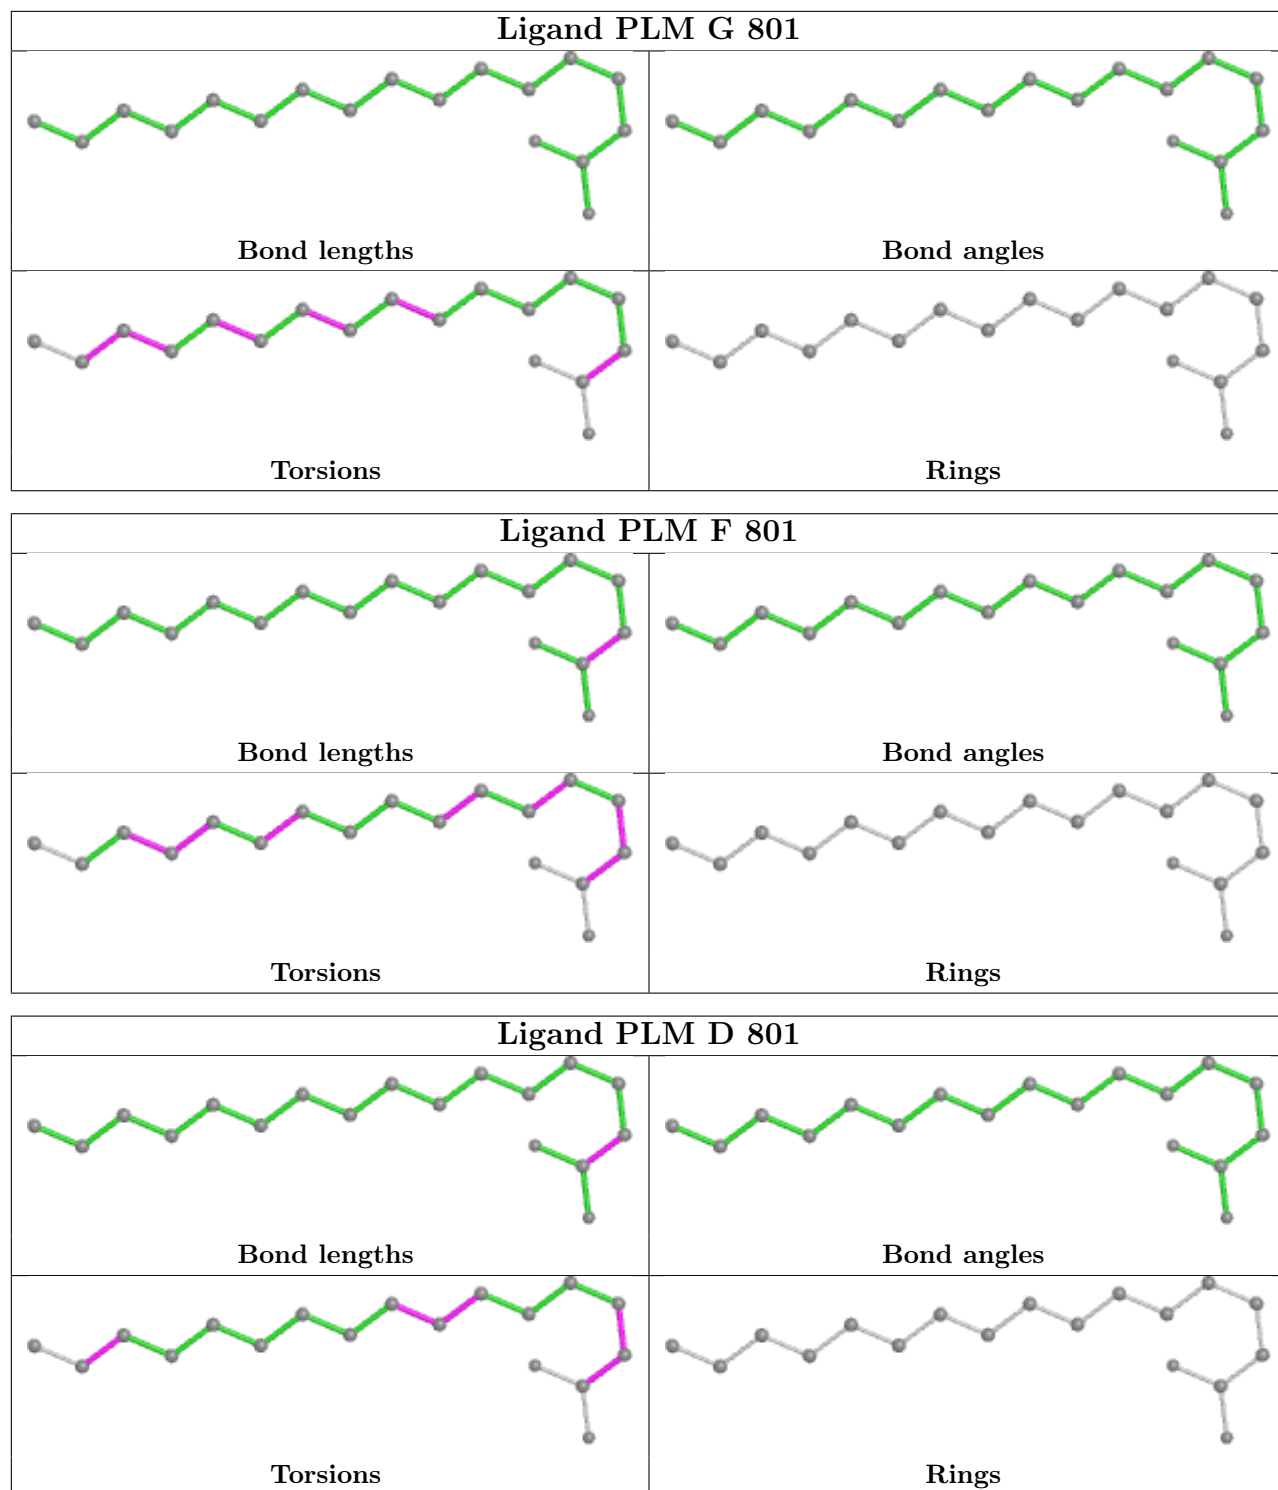 Ligand PLM G 801
Bond lengths
Bond angles
Torsions
Rings
Ligand PLM F 801
Bond lengths
Bond angles
Torsions
Rings
Ligand PLM D 801
Bond lengths
Bond angles
Torsions
Rings